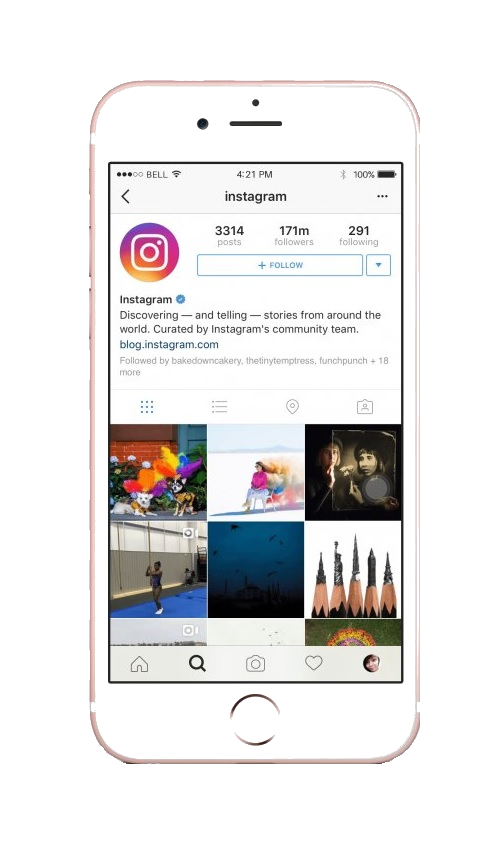 BELL 4:21 PM 100%
instagram
3314 171m 291
posts followers following
+ FOLLOW
Instagram
Discovering — and telling — stories from around the
world. Curated by Instagram's community team.
blog.instagram.com
Followed by bakedowncakery, thetinytemptress, funchpunch + 18
more